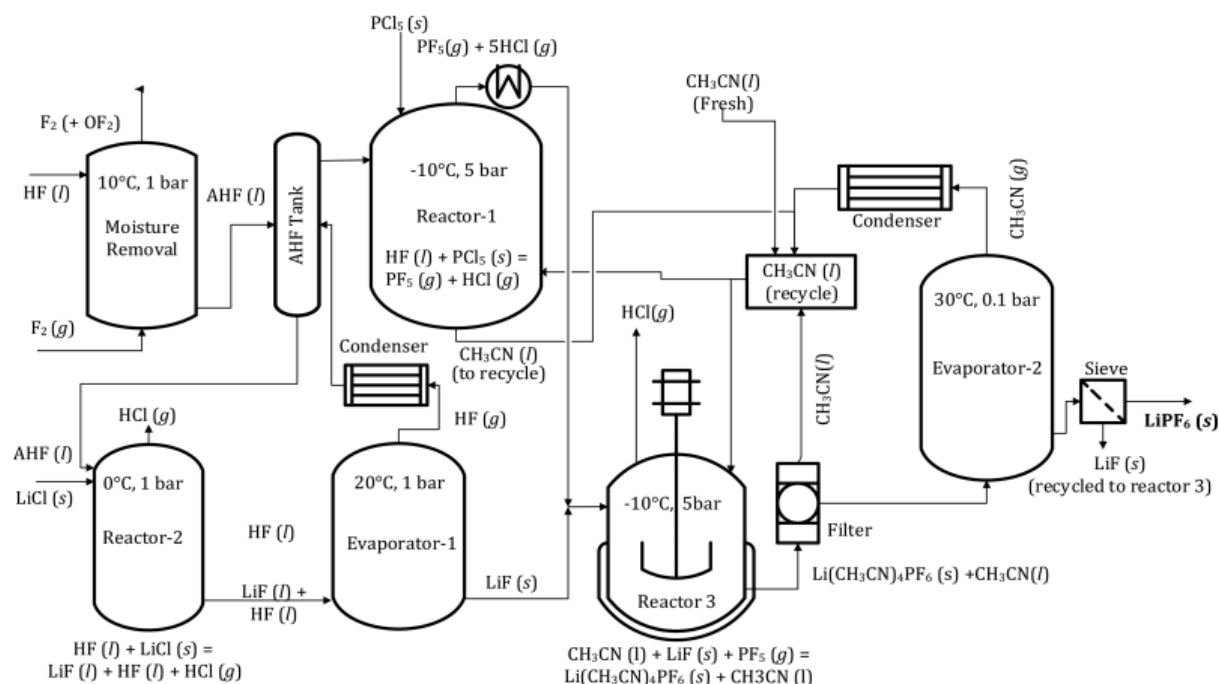 PCl₅ (s)
PF₅(g) + 5HCl (g)
F₂ (+ OF₂)
HF (l)
10°C, 1 bar
Moisture
Removal
F₂ (g)
AHF (l)
AHF Tank
-10°C, 5 bar
Reactor-1
HF (l) + PCl₅ (s) =
PF₅ (g) + HCl (g)
CH₃CN (l)
(to recycle)
CH₃CN(l)
(Fresh)
CH₃CN (l)
(recycle)
Condenser
CH₃CN (g)
30°C, 0.1 bar
Evaporator-2
Sieve
LiPF₆ (s)
LiF (s)
(recycled to reactor 3)
Condenser
HF (g)
HCl (g)
AHF (l)
LiCl (s)
0°C, 1 bar
Reactor-2
HF (l)
LiF (l) +
HF (l)
HF (l) + LiCl (s) =
LiF (l) + HF (l) + HCl (g)
20°C, 1 bar
Evaporator-1
LiF (s)
HCl(g)
-10°C, 5bar
Reactor 3
CH₃CN (l) + LiF (s) + PF₅ (g) =
Li(CH₃CN)₄PF₆ (s) + CH3CN (l)
CH₃CN(l)
Filter
Li(CH₃CN)₄PF₆ (s) +CH₃CN(l)